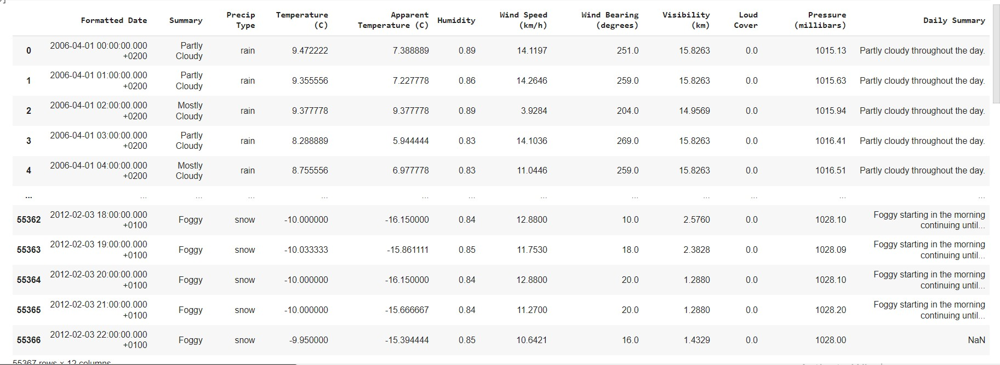 Formatted Date Summary Precip Type Temperature (C) Apparent Temperature (C) Humidity Wind Speed (km/h) Wind Bearing (degrees) Visibility (km) Loud Cover Pressure (millibars) Daily Summary
0 2006-04-01 00:00:00.000 +0200 Partly Cloudy rain 9.472222 7.388889 0.89 14.1197 251.0 15.8263 0.0 1015.13 Partly cloudy throughout the day.
1 2006-04-01 01:00:00.000 +0200 Partly Cloudy rain 9.355556 7.227778 0.86 14.2646 259.0 15.8263 0.0 1015.63 Partly cloudy throughout the day.
2 2006-04-01 02:00:00.000 +0200 Mostly Cloudy rain 9.377778 9.377778 0.89 3.9284 204.0 14.9569 0.0 1015.94 Partly cloudy throughout the day.
3 2006-04-01 03:00:00.000 +0200 Partly Cloudy rain 8.288889 5.944444 0.83 14.1036 269.0 15.8263 0.0 1016.41 Partly cloudy throughout the day.
4 2006-04-01 04:00:00.000 +0200 Mostly Cloudy rain 8.755556 6.977778 0.83 11.0446 259.0 15.8263 0.0 1016.51 Partly cloudy throughout the day.
... ... ... ... ... ... ... ... ... ... ... ... ...
55362 2012-02-03 18:00:00.000 +0100 Foggy snow -10.000000 -16.150000 0.84 12.8800 10.0 2.5760 0.0 1028.10 Foggy starting in the morning continuing until...
55363 2012-02-03 19:00:00.000 +0100 Foggy snow -10.033333 -15.861111 0.85 11.7530 18.0 2.3828 0.0 1028.09 Foggy starting in the morning continuing until...
55364 2012-02-03 20:00:00.000 +0100 Foggy snow -10.000000 -16.150000 0.84 12.8800 20.0 1.2880 0.0 1028.10 Foggy starting in the morning continuing until...
55365 2012-02-03 21:00:00.000 +0100 Foggy snow -10.000000 -15.666667 0.84 11.2700 20.0 1.2880 0.0 1028.20 Foggy starting in the morning continuing until...
55366 2012-02-03 22:00:00.000 +0100 Foggy snow -9.950000 -15.394444 0.85 10.6421 16.0 1.4329 0.0 1028.00 NaN
55367 rows × 12 columns